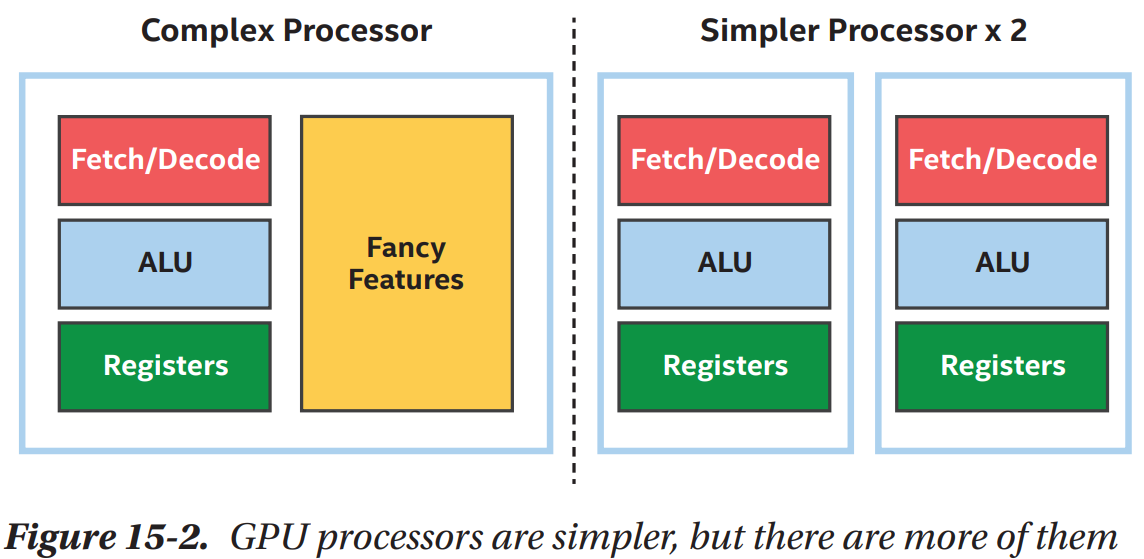 Complex Processor
Fetch/Decode
ALU
Registers
Fancy
Features
Simpler Processor x 2
Fetch/Decode
ALU
Registers
Fetch/Decode
ALU
Registers
Figure 15-2. GPU processors are simpler, but there are more of them